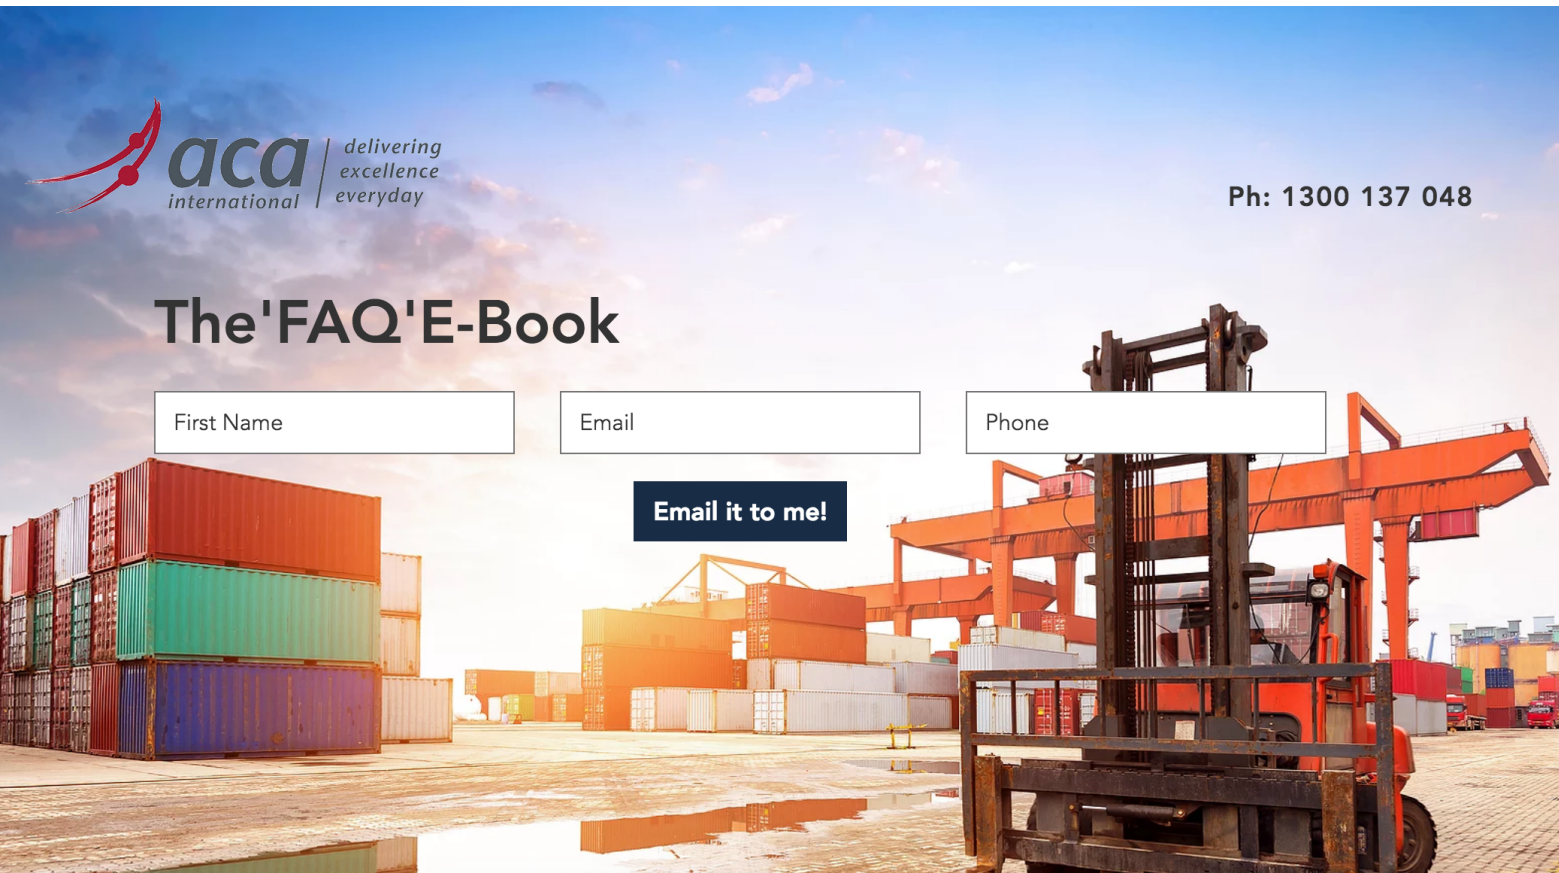 aca
international
delivering
excellence
everyday
Ph: 1300 137 048
The'FAQ'E-Book
First Name
Email
Phone
Email it to me!